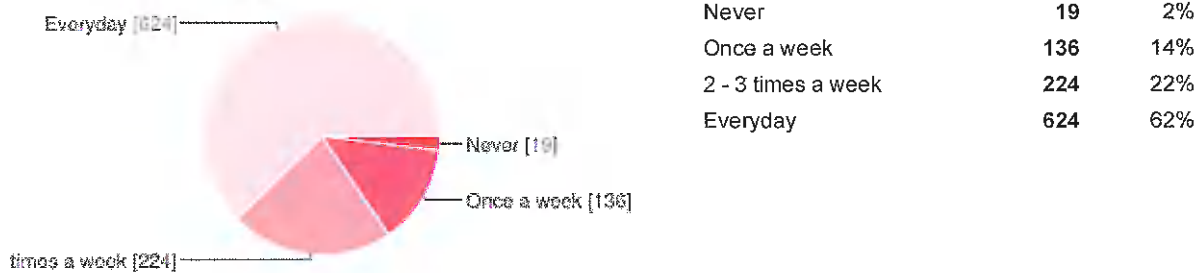 Everyday [624]
Never [19]
Once a week [136]
times a week [224]
Never 19 2%
Once a week 136 14%
2 - 3 times a week 224 22%
Everyday 624 62%